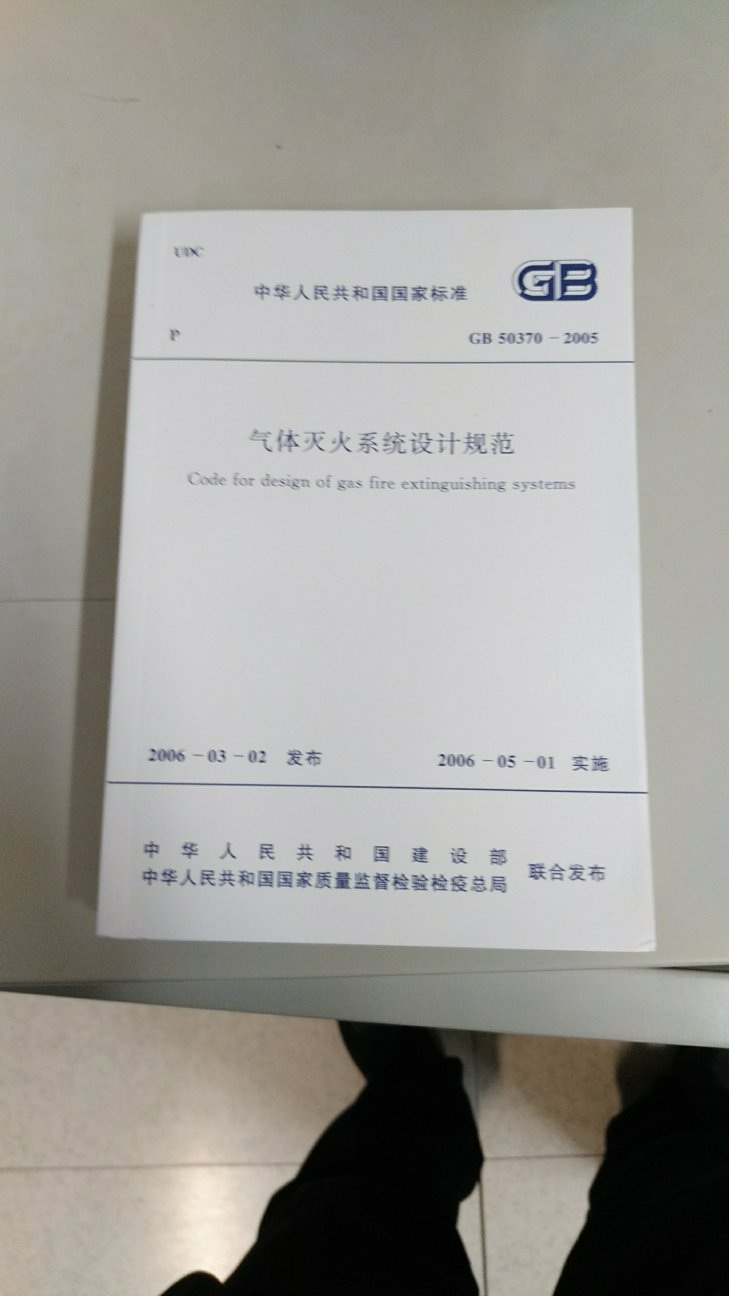 UDC
中华人民共和国国家标准
GB
P
GB 50370－2005
气体灭火系统设计规范
Code for design of gas fire extinguishing systems
2006－03－02 发布
2006－05－01 实施
中华人民共和国建设部
中华人民共和国国家质量监督检验检疫总局
联合发布